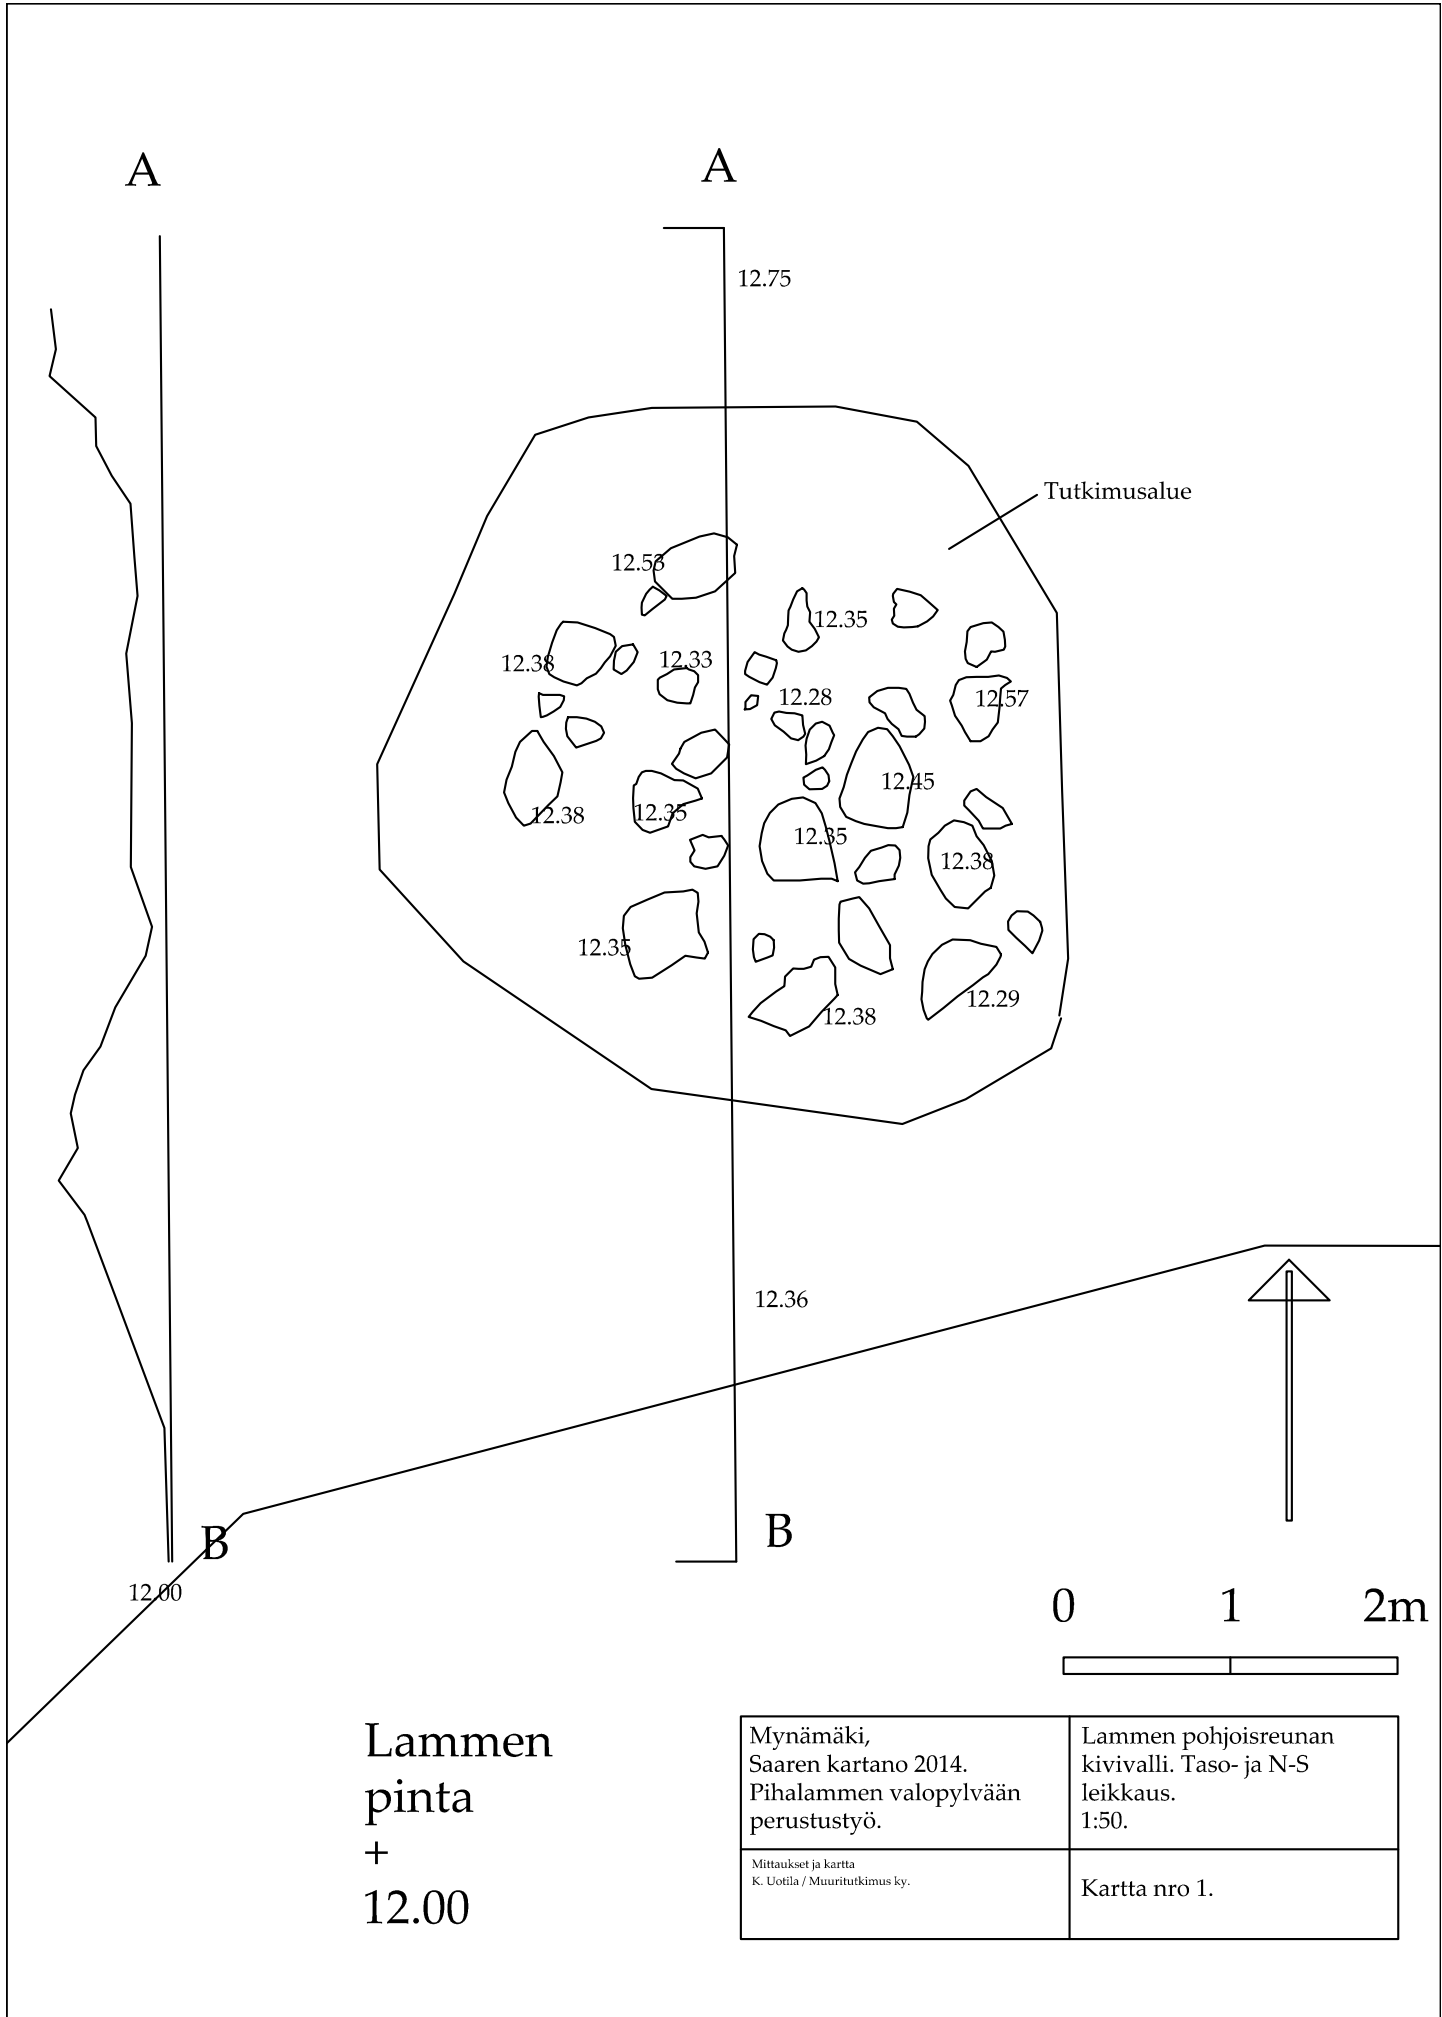 A
A
12.75
Tutkimusalue
12.53
12.35
12.38
12.33
12.28
12.57
12.45
12.38
12.35
12.35
12.38
12.35
12.29
12.38
12.36
B
B
12.00
0 1 2m
Lammen
pinta
+
12.00
Mynämäki,
Saaren kartano 2014.
Pihalammen valopylvään
perustustyö.
Lammen pohjoisreunan
kivivalli. Taso- ja N-S
leikkaus.
1:50.
Mittaukset ja kartta
K. Uotila / Muuritutkimus ky.
Kartta nro 1.